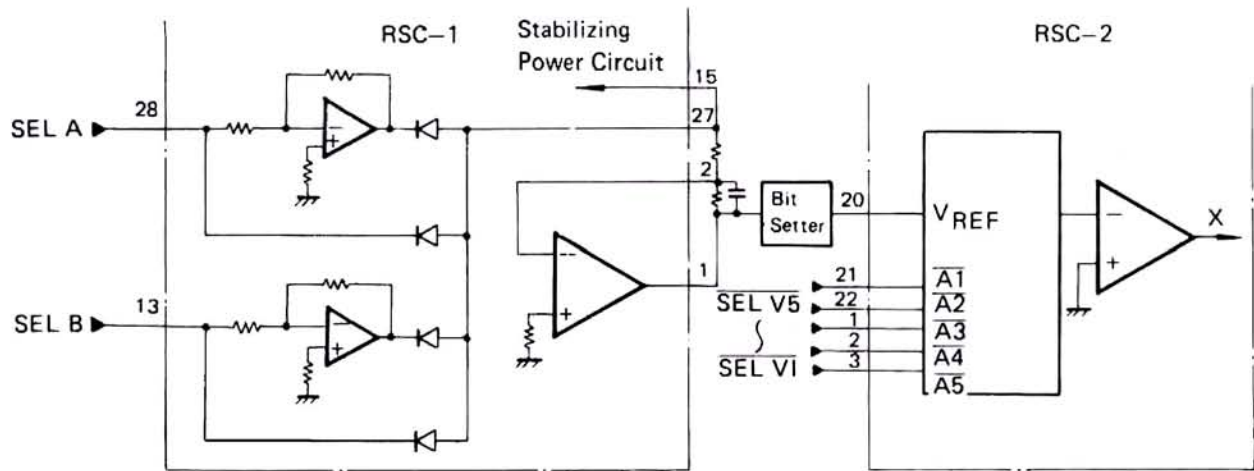 RSC-1
Stabilizing
Power Circuit
RSC-2
15
28
27
SEL A
−
+
2
Bit
Setter
20
VREF
X
−
+
--
+
1
13
SEL B
−
+
21
A1
SEL V5
22
A2
1
A3
2
A4
SEL V1
3
A5